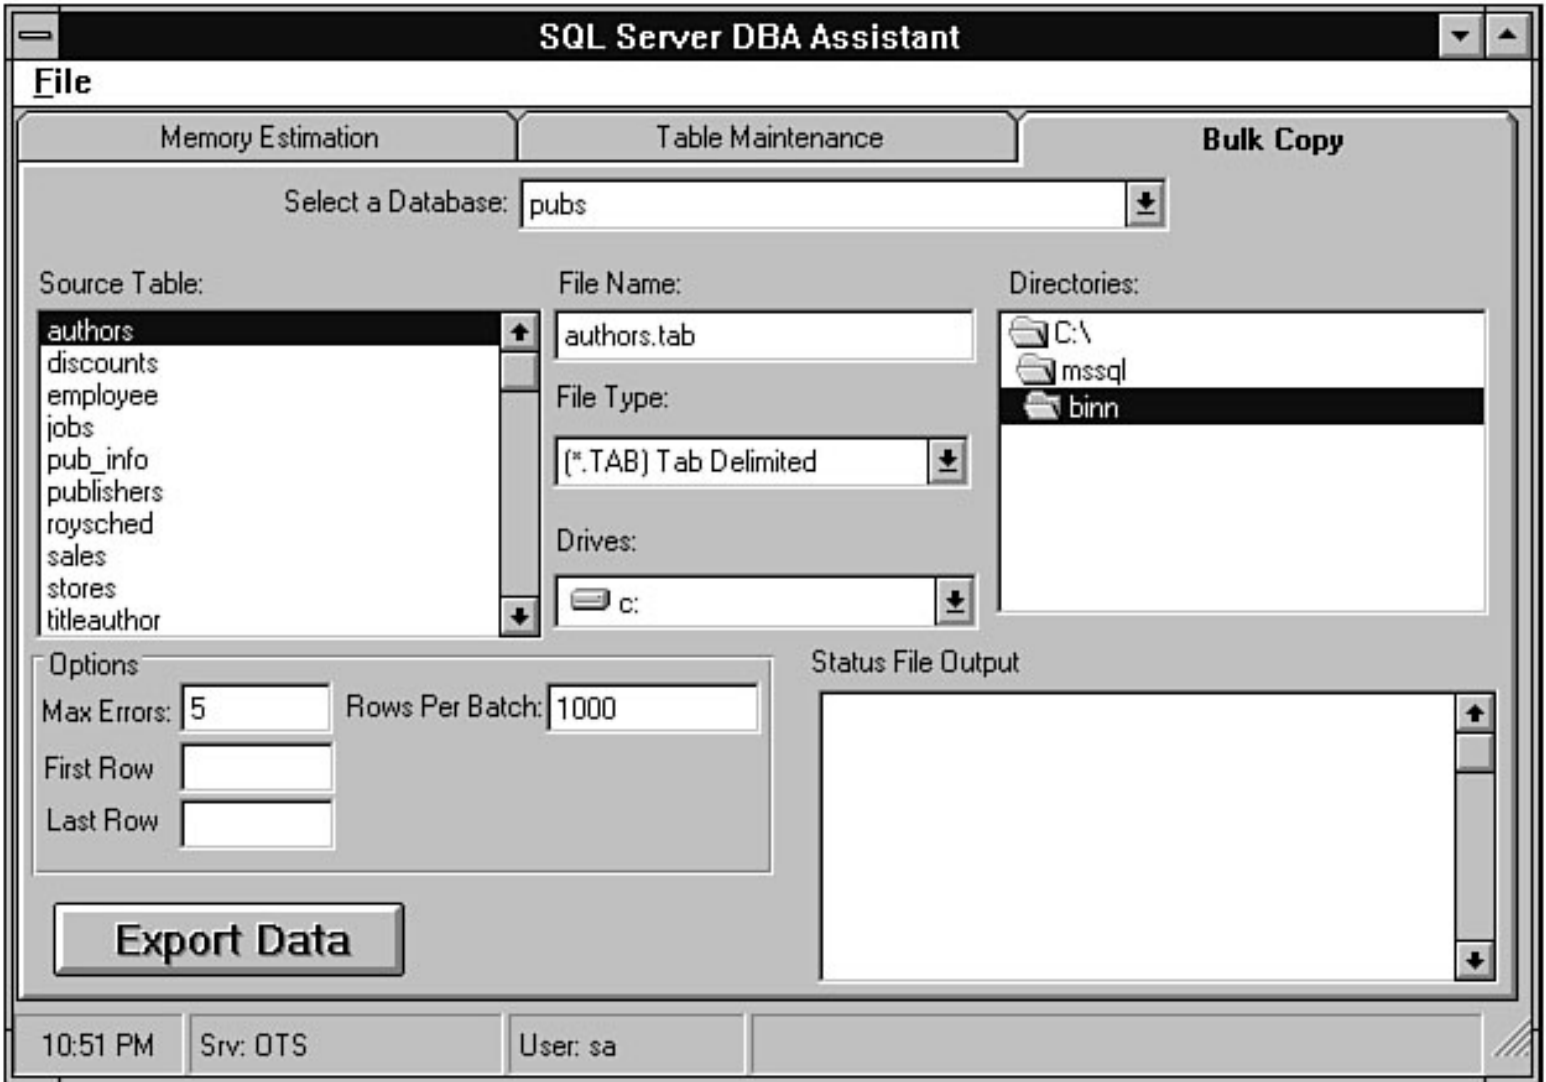 SQL Server DBA Assistant
File
Memory Estimation
Table Maintenance
Bulk Copy
Select a Database: pubs
Source Table:
authors
discounts
employee
jobs
pub_info
publishers
roysched
sales
stores
titleauthor
File Name:
authors.tab
File Type:
(*.TAB) Tab Delimited
Drives:
c:
Directories:
C:\
mssql
binn
Options
Max Errors: 5 Rows Per Batch: 1000
First Row
Last Row
Status File Output
Export Data
10:51 PM Srv: OTS User: sa